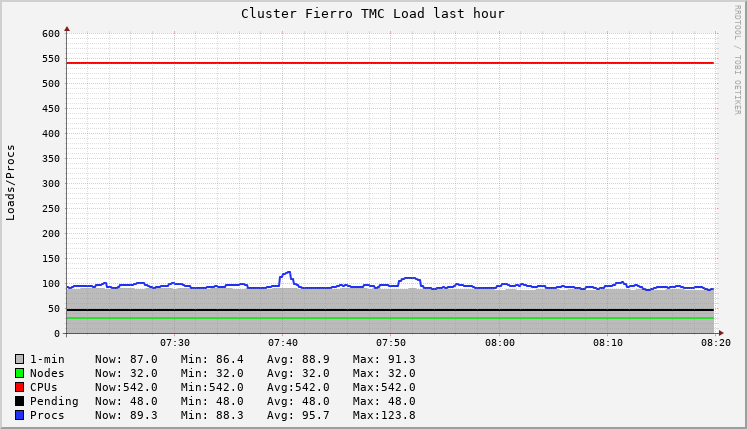 Cluster Fierro TMC Load last hour
RRDTOOL / TOBI OETIKER
Loads/Procs
600
550
500
450
400
350
300
250
200
150
100
50
0
07:30 07:40 07:50 08:00 08:10 08:20
1-min Now: 87.0 Min: 86.4 Avg: 88.9 Max: 91.3
Nodes Now: 32.0 Min: 32.0 Avg: 32.0 Max: 32.0
CPUs Now:542.0 Min:542.0 Avg:542.0 Max:542.0
Pending Now: 48.0 Min: 48.0 Avg: 48.0 Max: 48.0
Procs Now: 89.3 Min: 88.3 Avg: 95.7 Max:123.8